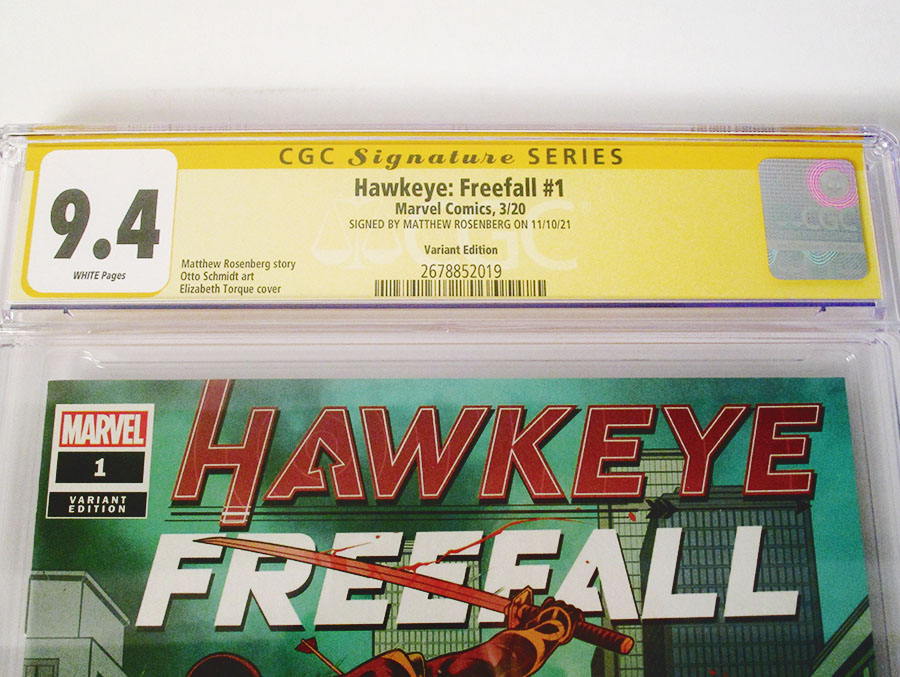 CGC Signature SERIES
9.4
WHITE Pages
Hawkeye: Freefall #1
Marvel Comics, 3/20
SIGNED BY MATTHEW ROSENBERG ON 11/10/21
Variant Edition
Matthew Rosenberg story
Otto Schmidt art
Elizabeth Torque cover
2678852019
CGC
CGC
MARVEL
1
VARIANT
EDITION
HAWKEYE
FREEFALL